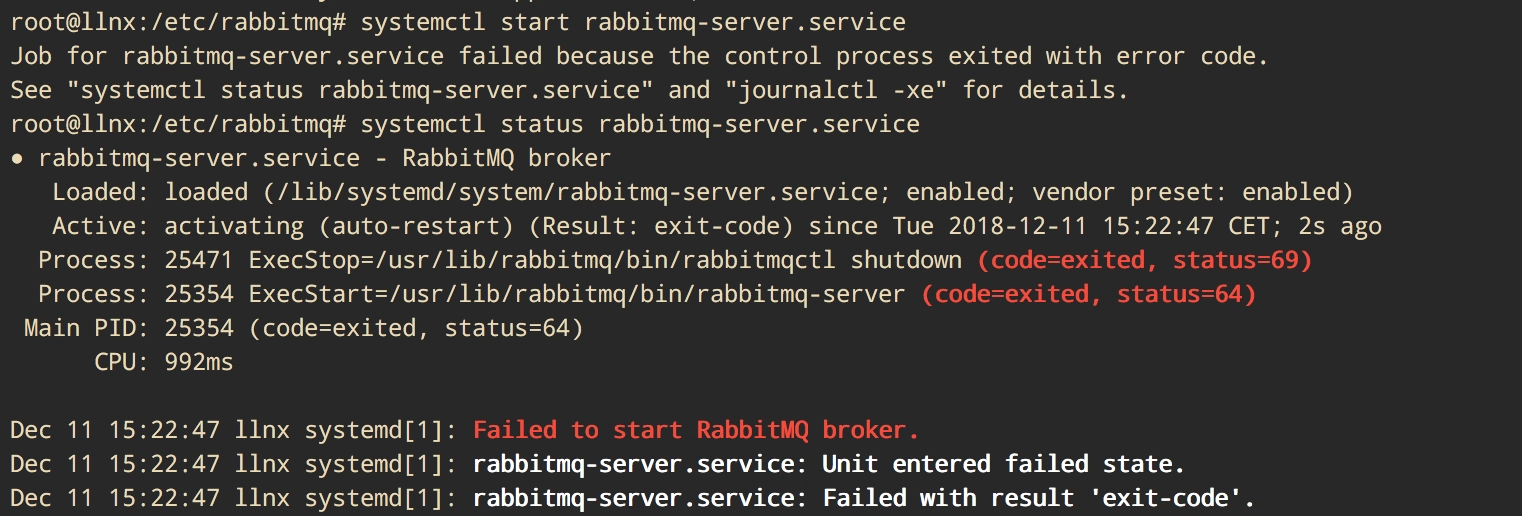 root@llnx:/etc/rabbitmq# systemctl start rabbitmq-server.service
Job for rabbitmq-server.service failed because the control process exited with error code.
See "systemctl status rabbitmq-server.service" and "journalctl -xe" for details.
root@llnx:/etc/rabbitmq# systemctl status rabbitmq-server.service
● rabbitmq-server.service - RabbitMQ broker
   Loaded: loaded (/lib/systemd/system/rabbitmq-server.service; enabled; vendor preset: enabled)
   Active: activating (auto-restart) (Result: exit-code) since Tue 2018-12-11 15:22:47 CET; 2s ago
  Process: 25471 ExecStop=/usr/lib/rabbitmq/bin/rabbitmqctl shutdown (code=exited, status=69)
  Process: 25354 ExecStart=/usr/lib/rabbitmq/bin/rabbitmq-server (code=exited, status=64)
 Main PID: 25354 (code=exited, status=64)
      CPU: 992ms

Dec 11 15:22:47 llnx systemd[1]: Failed to start RabbitMQ broker.
Dec 11 15:22:47 llnx systemd[1]: rabbitmq-server.service: Unit entered failed state.
Dec 11 15:22:47 llnx systemd[1]: rabbitmq-server.service: Failed with result 'exit-code'.